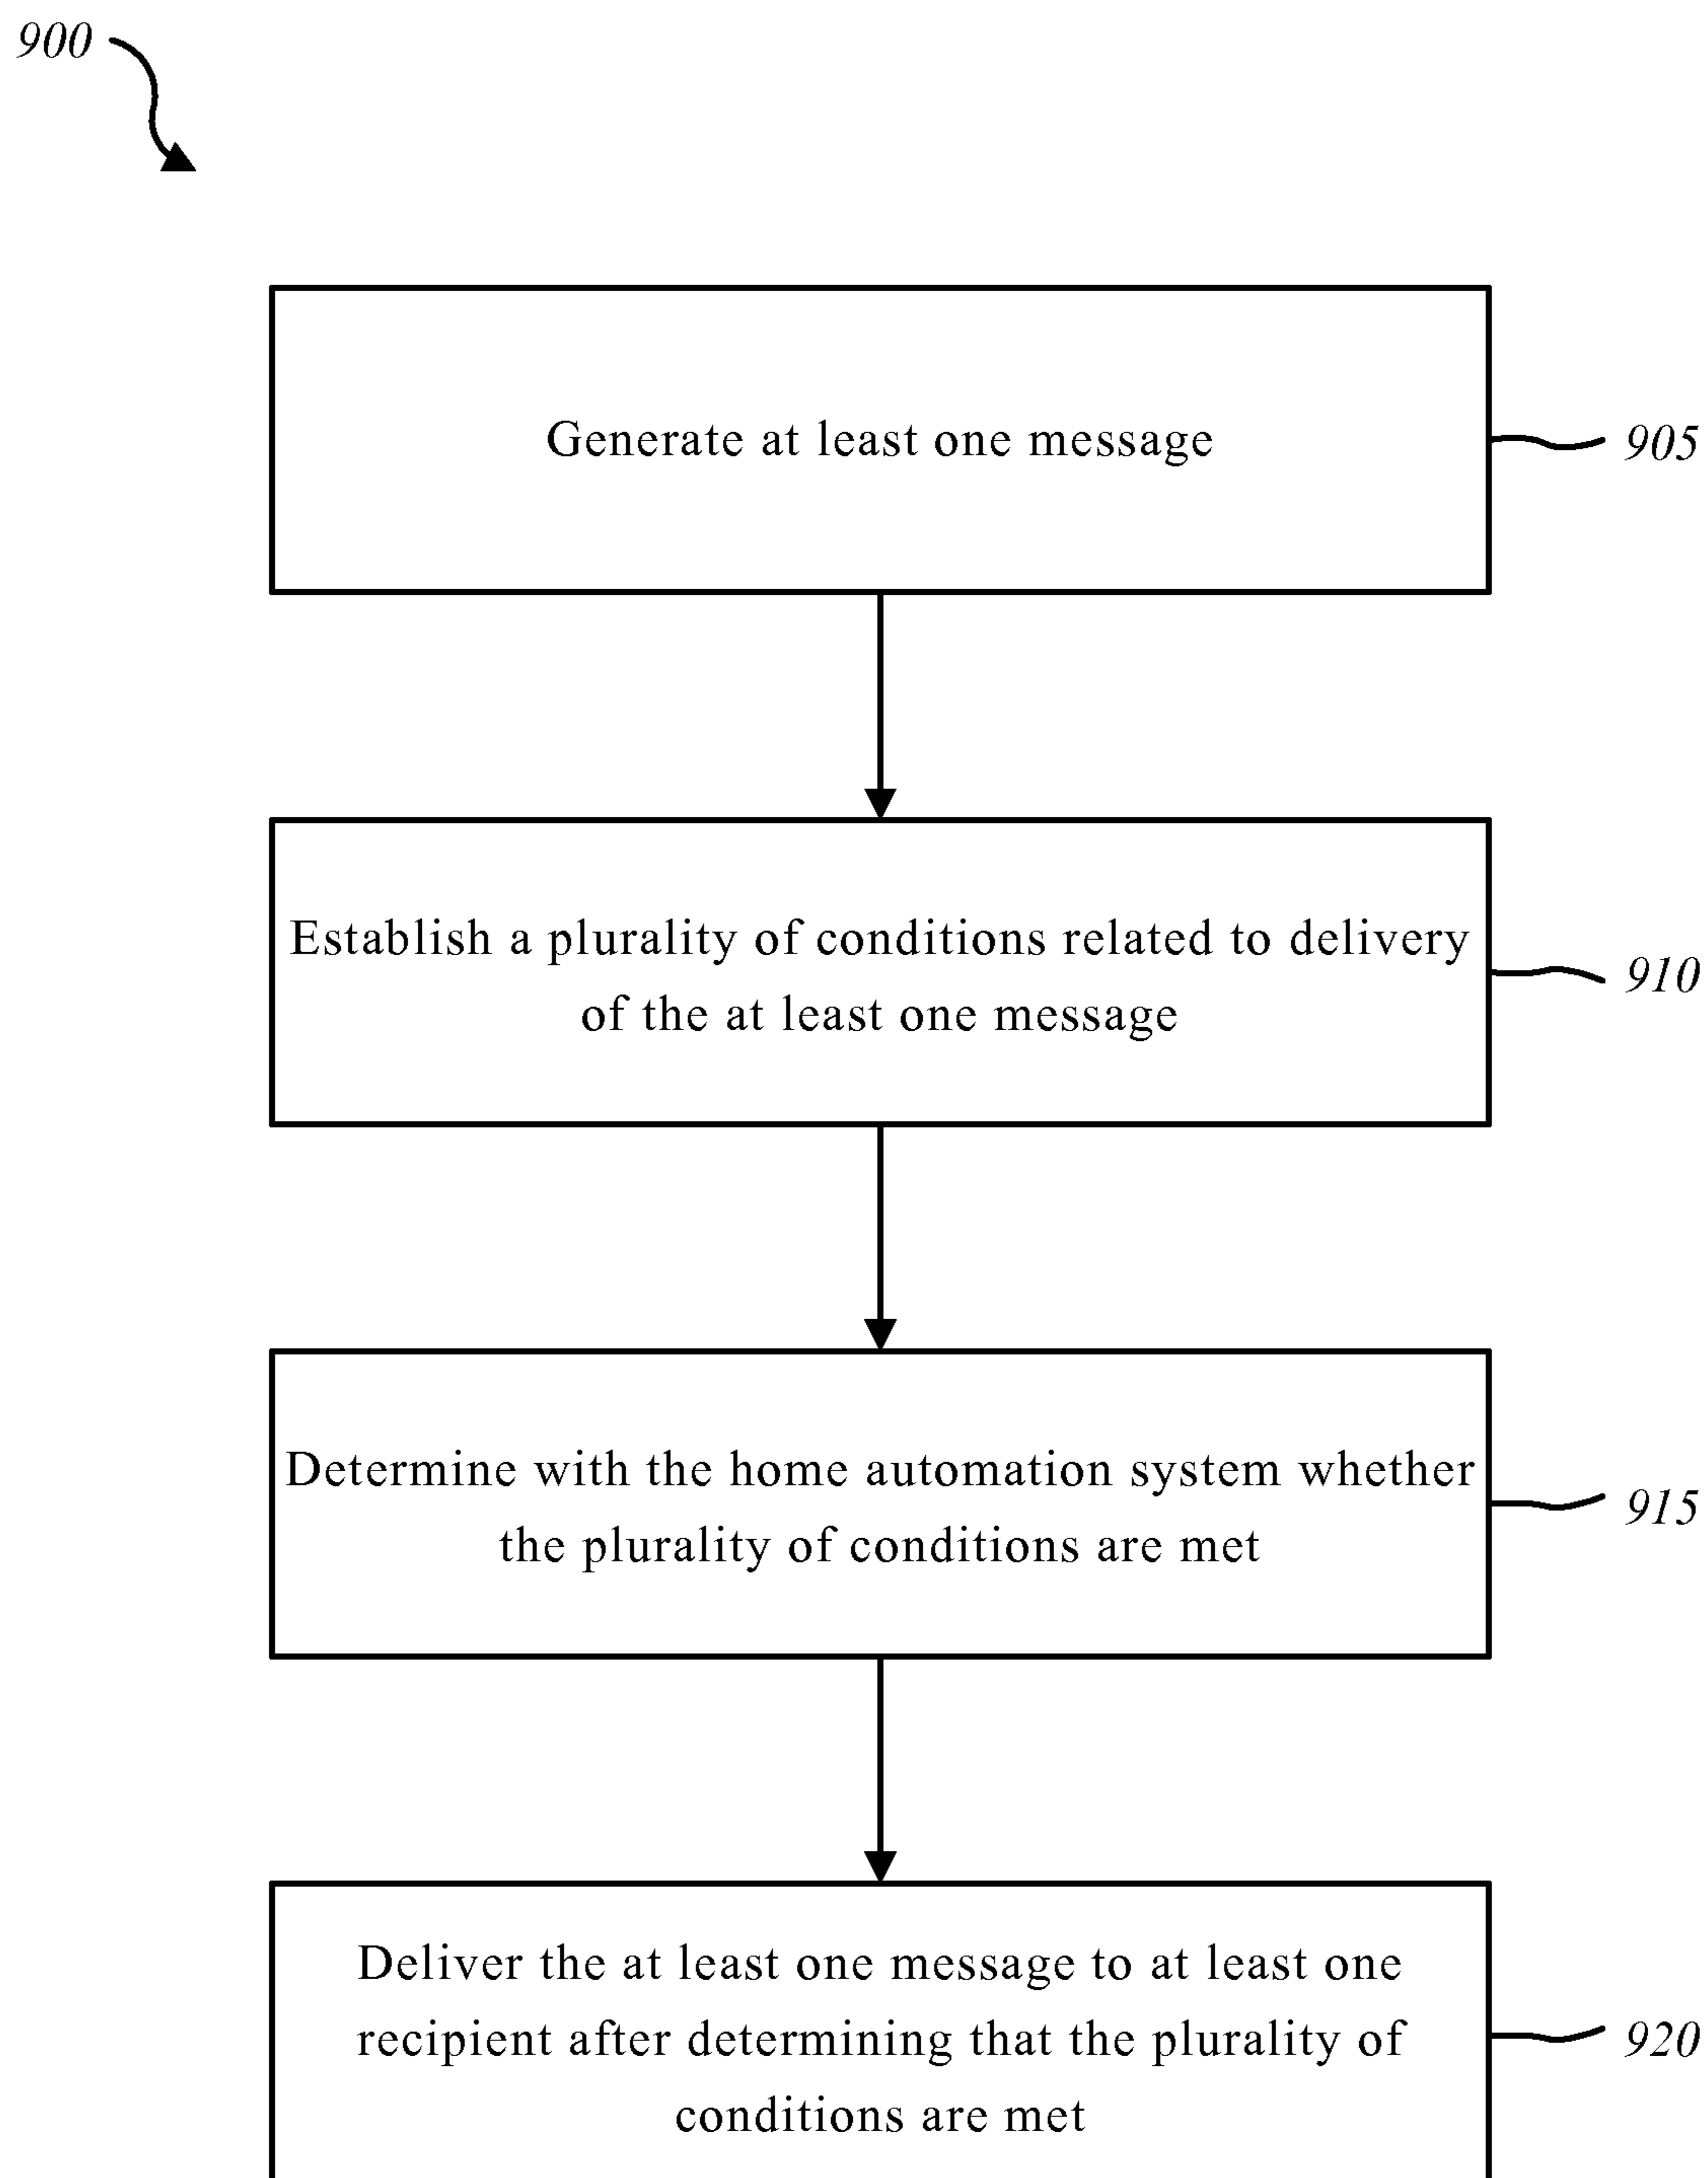 900
Generate at least one message
905
Establish a plurality of conditions related to delivery
of the at least one message
910
Determine with the home automation system whether
the plurality of conditions are met
915
Deliver the at least one message to at least one
recipient after determining that the plurality of
conditions are met
920